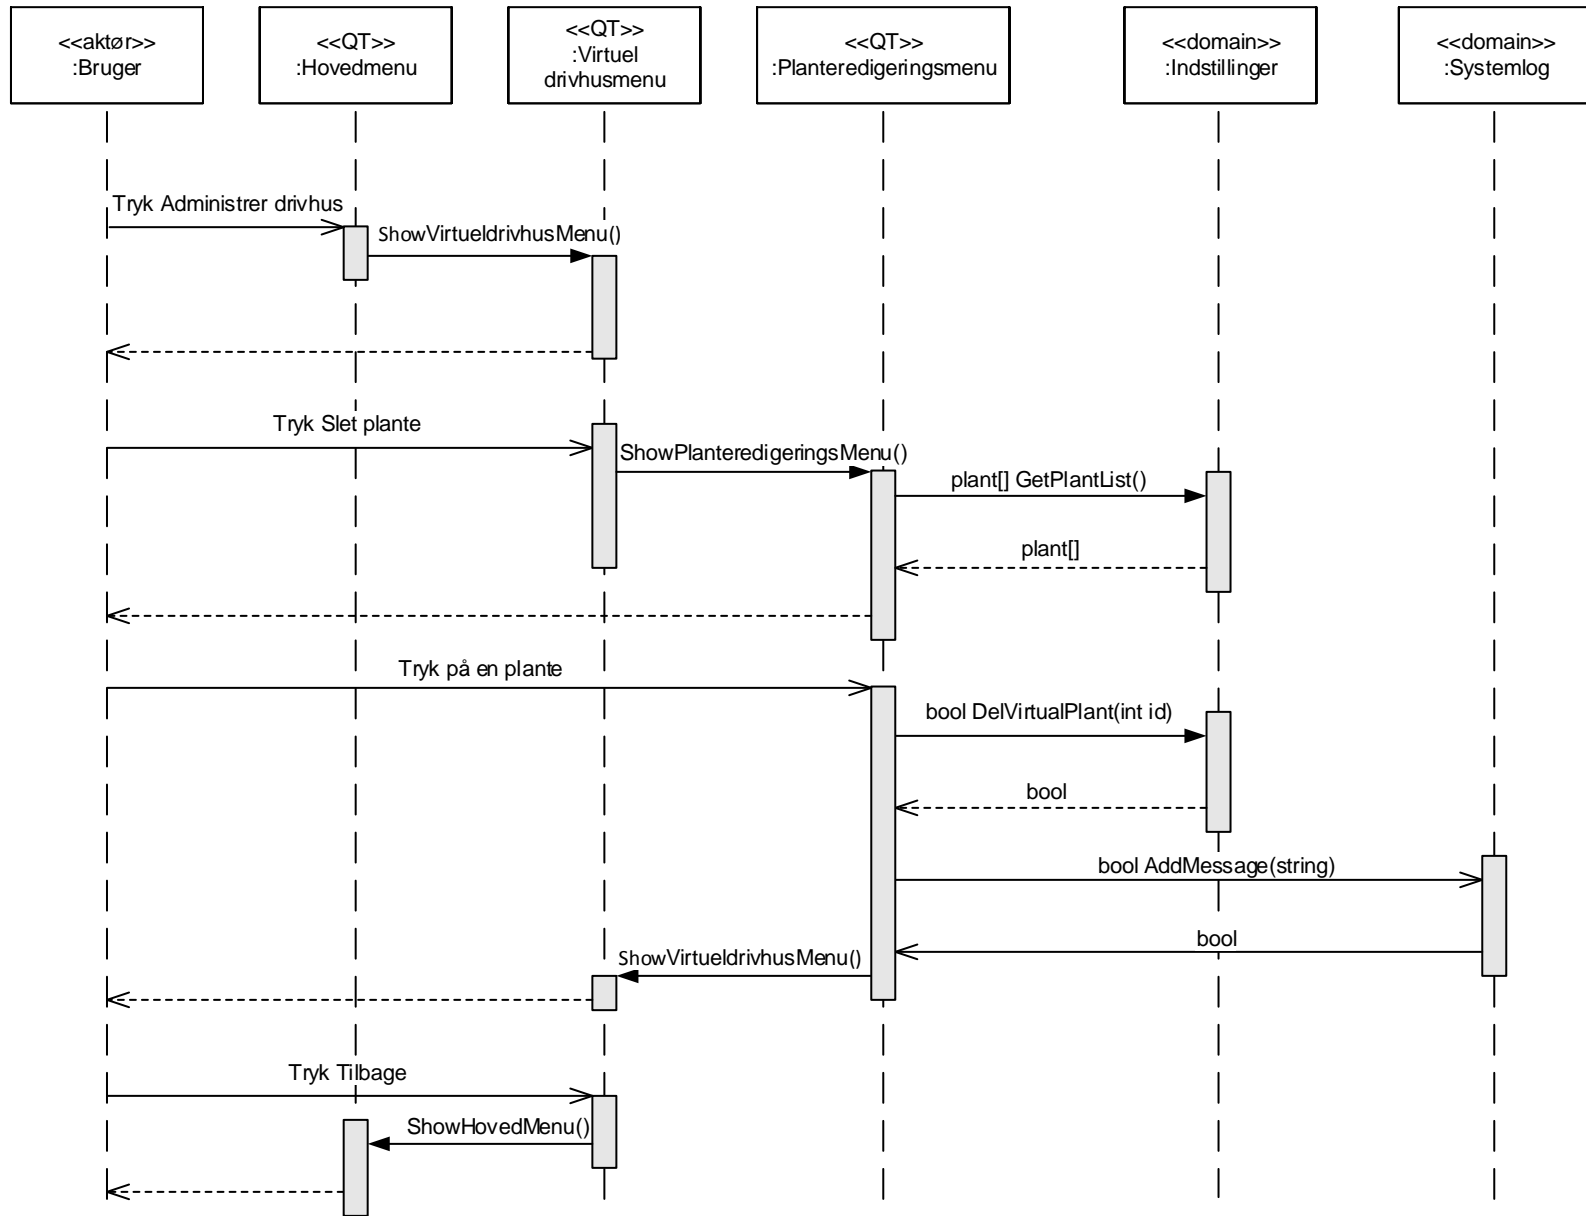 <<aktør>>
:Bruger
<<QT>>
:Hovedmenu
<<QT>>
:Virtuel
drivhusmenu
<<QT>>
:Planteredigeringsmenu
<<domain>>
:Indstillinger
<<domain>>
:Systemlog
Tryk Administrer drivhus
ShowVirtueldrivhusMenu()
Tryk Slet plante
ShowPlanteredigeringsMenu()
plant[] GetPlantList()
plant[]
Tryk på en plante
bool DelVirtualPlant(int id)
bool
bool AddMessage(string)
bool
ShowVirtueldrivhusMenu()
Tryk Tilbage
ShowHovedMenu()